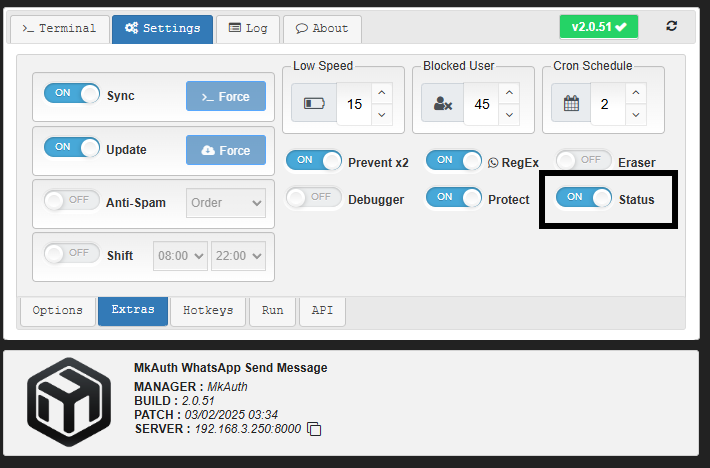 >_ Terminal Settings Log About v2.0.51
Low Speed Blocked User Cron Schedule
ON Sync >_ Force
15 45 2
ON Update Force
ON Prevent x2 ON RegEx OFF Eraser
OFF Anti-Spam Order
OFF Debugger ON Protect ON Status
OFF Shift 08:00 22:00
Options Extras Hotkeys Run API
MkAuth WhatsApp Send Message
MANAGER : MkAuth
BUILD : 2.0.51
PATCH : 03/02/2025 03:34
SERVER : 192.168.3.250:8000